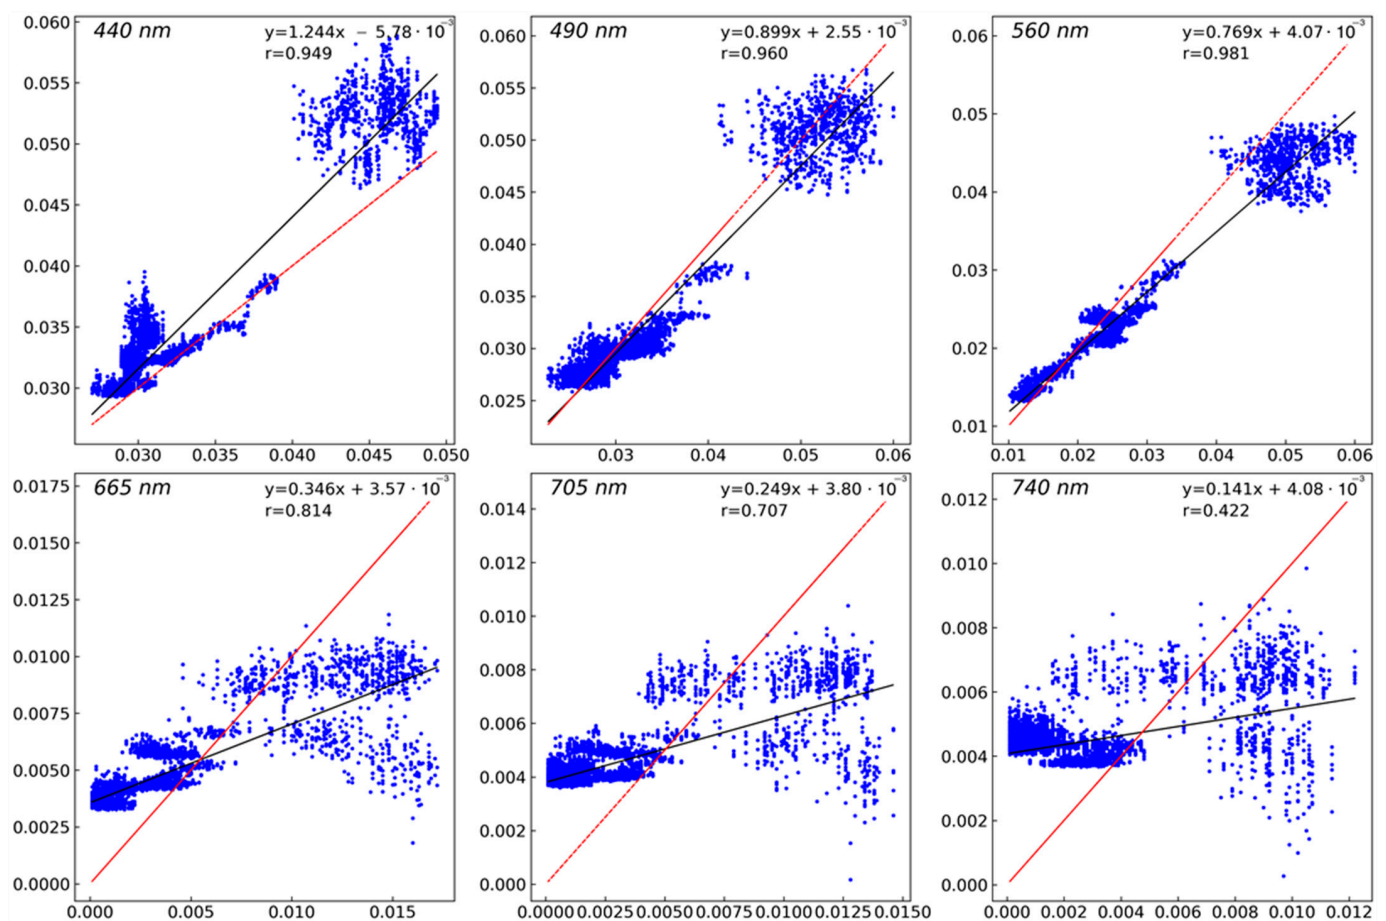 440 nm
y=1.244x − 5.78 · 10⁻³
r=0.949
0.060
0.055
0.050
0.045
0.040
0.035
0.030
0.030 0.035 0.040 0.045 0.050
490 nm
y=0.899x + 2.55 · 10⁻³
r=0.960
0.060
0.055
0.050
0.045
0.040
0.035
0.030
0.025
0.03 0.04 0.05 0.06
560 nm
y=0.769x + 4.07 · 10⁻³
r=0.981
0.06
0.05
0.04
0.03
0.02
0.01
0.01 0.02 0.03 0.04 0.05 0.06
665 nm
y=0.346x + 3.57 · 10⁻³
r=0.814
0.0175
0.0150
0.0125
0.0100
0.0075
0.0050
0.0025
0.0000
0.000 0.005 0.010 0.015
705 nm
y=0.249x + 3.80 · 10⁻³
r=0.707
0.014
0.012
0.010
0.008
0.006
0.004
0.002
0.000
0.0000 0.0025 0.0050 0.0075 0.0100 0.0125 0.0150
740 nm
y=0.141x + 4.08 · 10⁻³
r=0.422
0.012
0.010
0.008
0.006
0.004
0.002
0.000
0.000 0.002 0.004 0.006 0.008 0.010 0.012